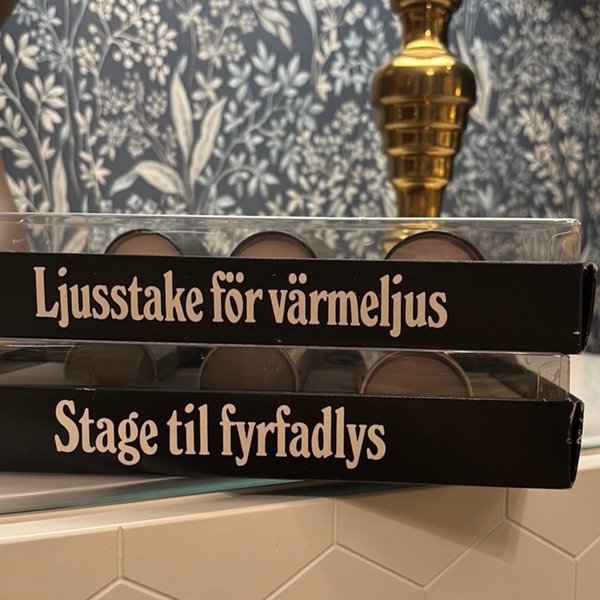 Ljusstake för värmeljus
Stage til fyrfadlys